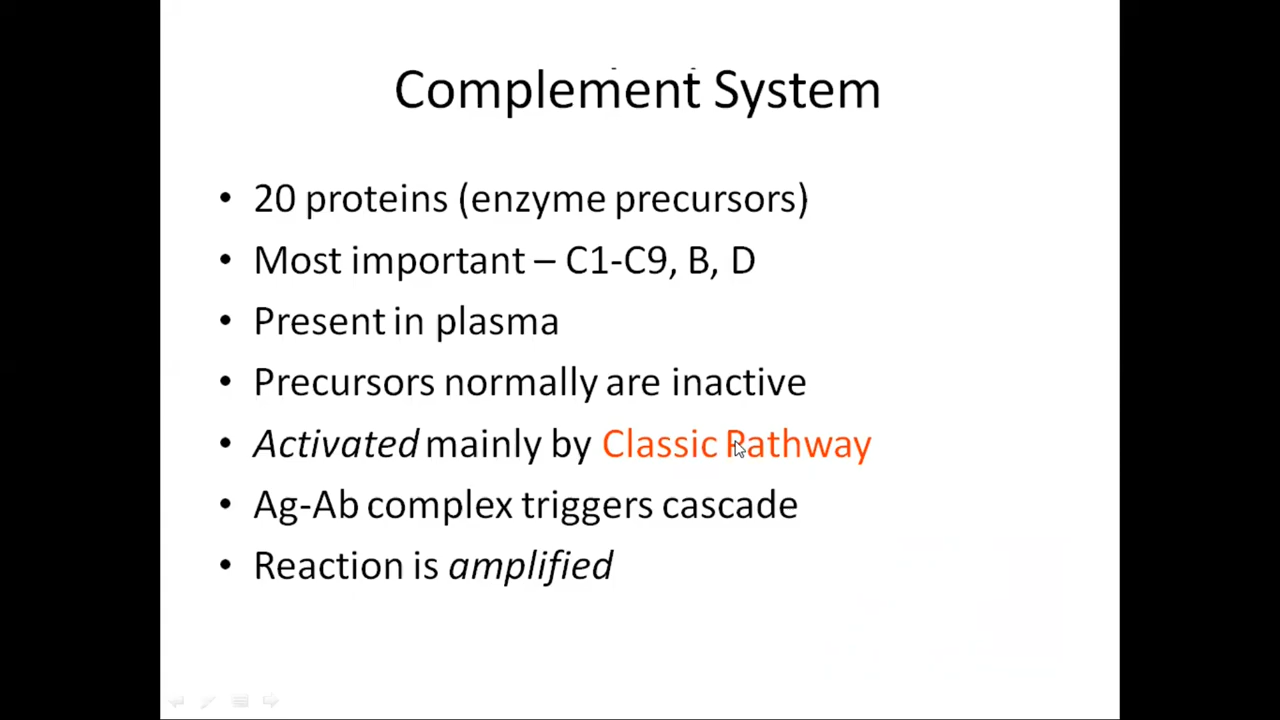 Complement System
• 20 proteins (enzyme precursors)
• Most important – C1-C9, B, D
• Present in plasma
• Precursors normally are inactive
• Activated mainly by Classic Pathway
• Ag-Ab complex triggers cascade
• Reaction is amplified